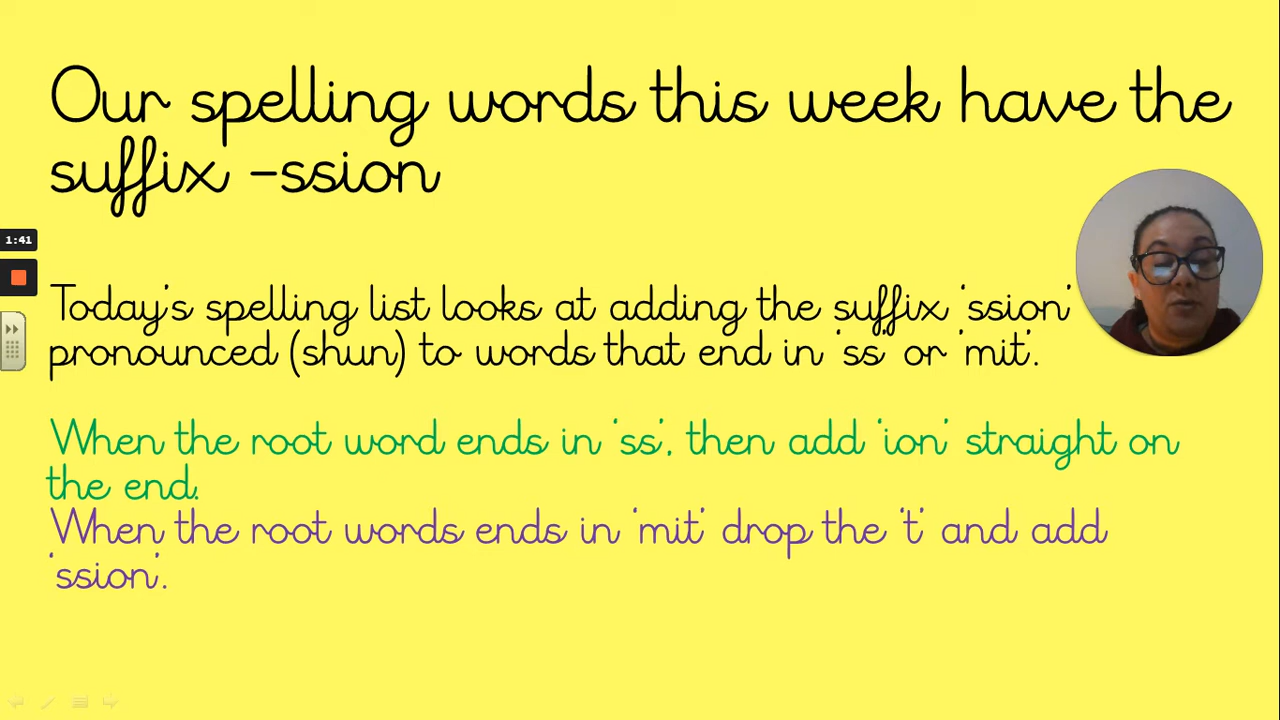 Our spelling words this week have the
suffix -ssion
1:41
Today's spelling list looks at adding the suffix 'ssion'
pronounced (shun) to words that end in 'ss' or 'mit'.
When the root word ends in 'ss', then add 'ion' straight on
the end.
When the root words ends in 'mit' drop the 't' and add
'ssion'.